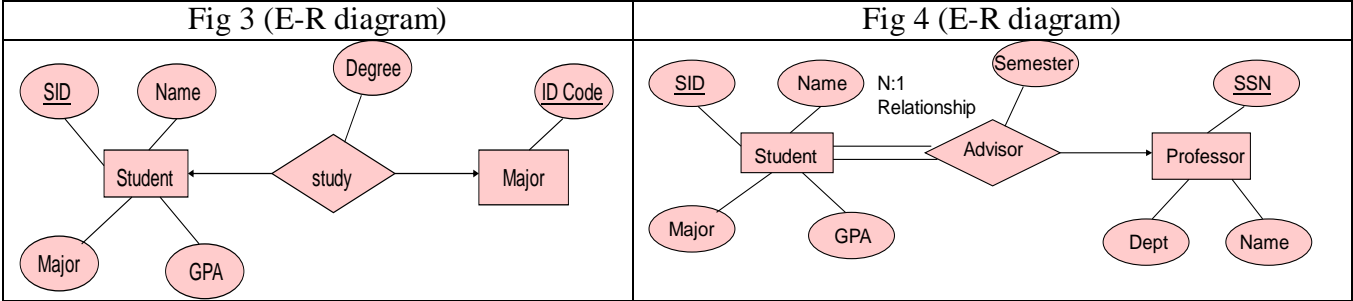 Fig 3 (E-R diagram)
SID
Name
Degree
ID Code
Student
study
Major
Major
GPA
Fig 4 (E-R diagram)
SID
Name
N:1
Relationship
Semester
SSN
Student
Advisor
Professor
Major
GPA
Dept
Name